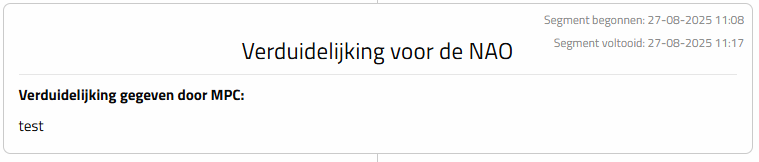 Segment begonnen: 27-08-2025 11:08
Segment voltooid: 27-08-2025 11:17
Verduidelijking voor de NAO
Verduidelijking gegeven door MPC:
test